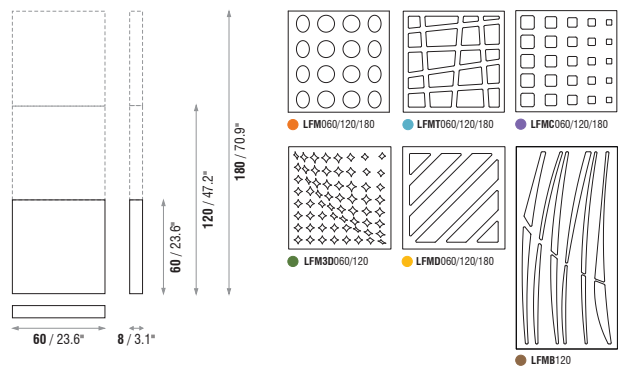 60 / 23.6"
120 / 47.2"
180 / 70.9"
60 / 23.6"
8 / 3.1"
LFM060/120/180
LFMT060/120/180
LFMC060/120/180
LFM3D060/120
LFMD060/120/180
LFMB120